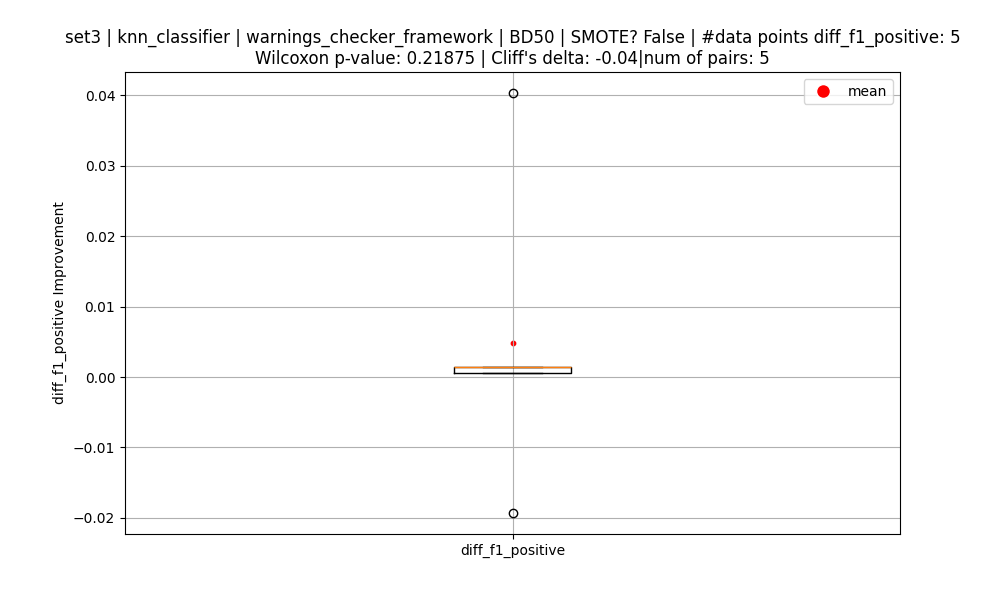 set3 | knn_classifier | warnings_checker_framework | BD50 | SMOTE? False | #data points diff_f1_positive: 5
Wilcoxon p-value: 0.21875 | Cliff's delta: -0.04|num of pairs: 5
mean
0.04
0.03
0.02
0.01
0.00
−0.01
−0.02
diff_f1_positive Improvement
diff_f1_positive